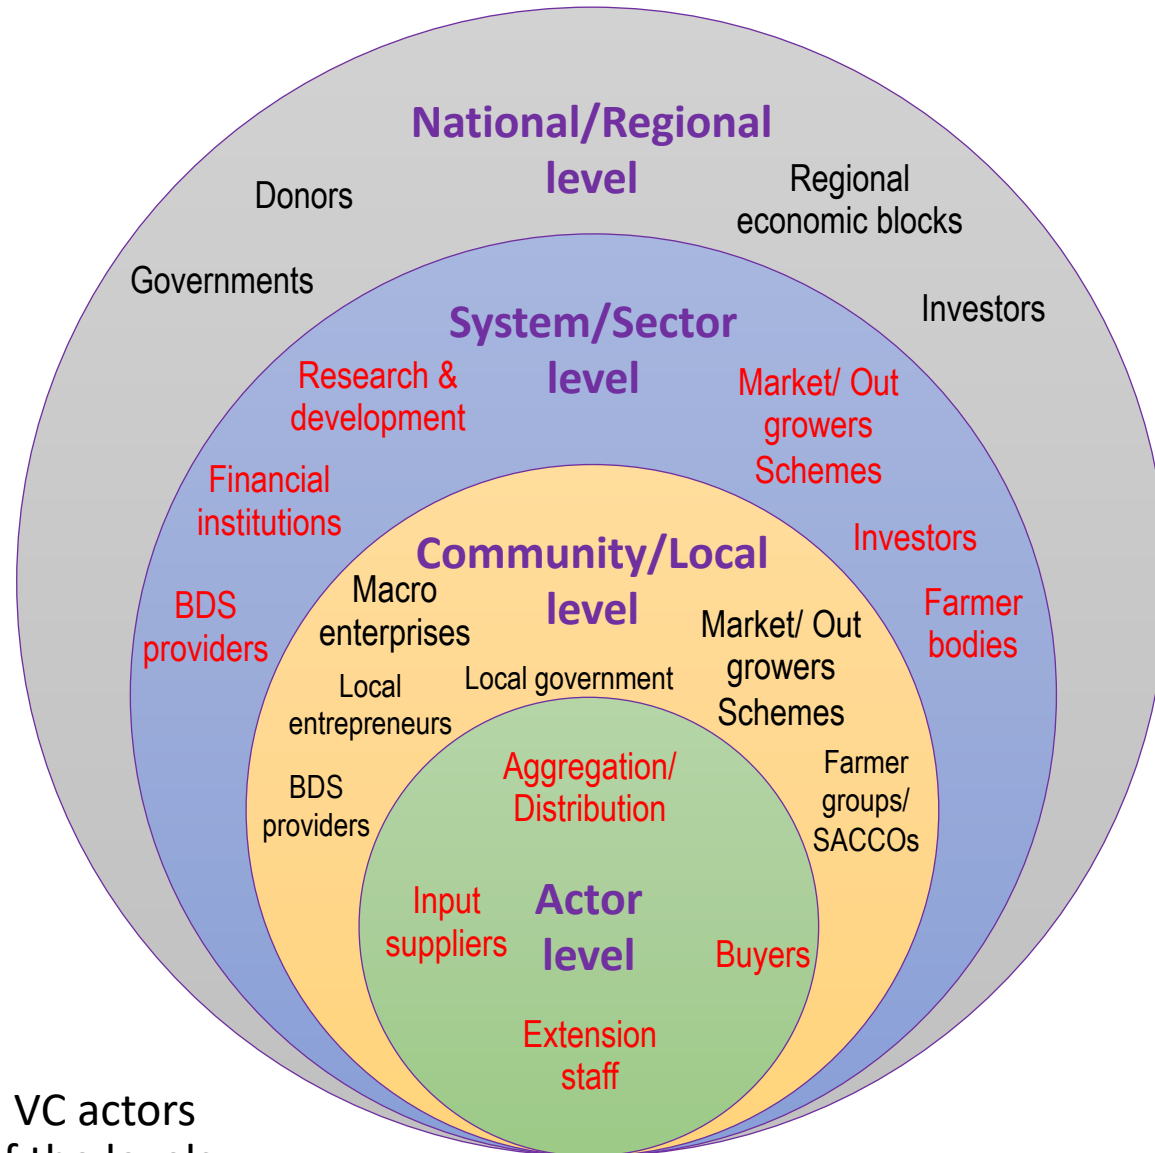 National/Regional
level
Donors
Regional
economic blocks
Governments
Investors
System/Sector
level
Research &
development
Market/ Out
growers
Schemes
Financial
institutions
Investors
BDS
providers
Farmer
bodies
Community/Local
level
Macro
enterprises
Market/ Out
growers
Schemes
Local government
Local
entrepreneurs
BDS
providers
Farmer
groups/
SACCOs
Aggregation/
Distribution
Actor
level
Input
suppliers
Buyers
Extension
staff
VC actors
f the levels